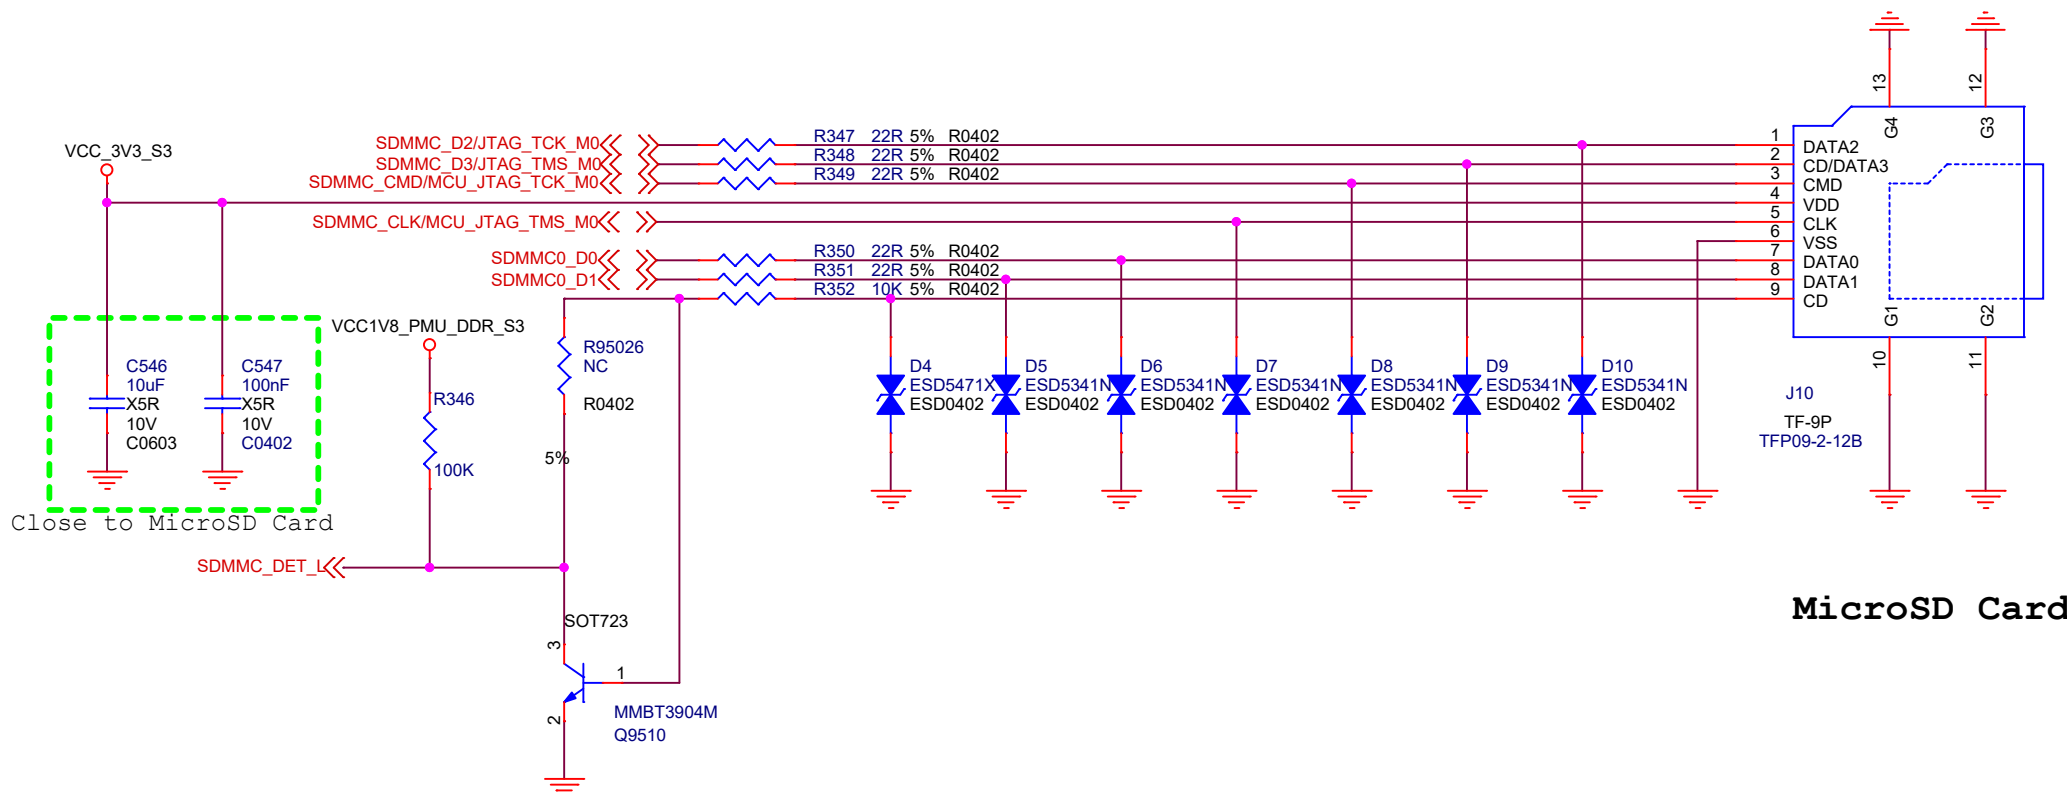 VCC_3V3_S3
SDMMC_D2/JTAG_TCK_M0
SDMMC_D3/JTAG_TMS_M0
SDMMC_CMD/MCU_JTAG_TCK_M0
SDMMC_CLK/MCU_JTAG_TMS_M0
SDMMC0_D0
SDMMC0_D1
R347 22R 5% R0402
R348 22R 5% R0402
R349 22R 5% R0402
R350 22R 5% R0402
R351 22R 5% R0402
R352 10K 5% R0402
13
12
G4
G3
1 DATA2
2 CD/DATA3
3 CMD
4 VDD
5 CLK
6 VSS
7 DATA0
8 DATA1
9 CD
G1
G2
10
11
J10
TF-9P
TFP09-2-12B
C546
10uF
X5R
10V
C0603
C547
100nF
X5R
10V
C0402
Close to MicroSD Card
VCC1V8_PMU_DDR_S3
R346
100K
R95026
NC
R0402
5%
D4
ESD5471X
ESD0402
D5
ESD5341N
ESD0402
D6
ESD5341N
ESD0402
D7
ESD5341N
ESD0402
D8
ESD5341N
ESD0402
D9
ESD5341N
ESD0402
D10
ESD5341N
ESD0402
SDMMC_DET_L
SOT723
3
1
2
MMBT3904M
Q9510
MicroSD Card